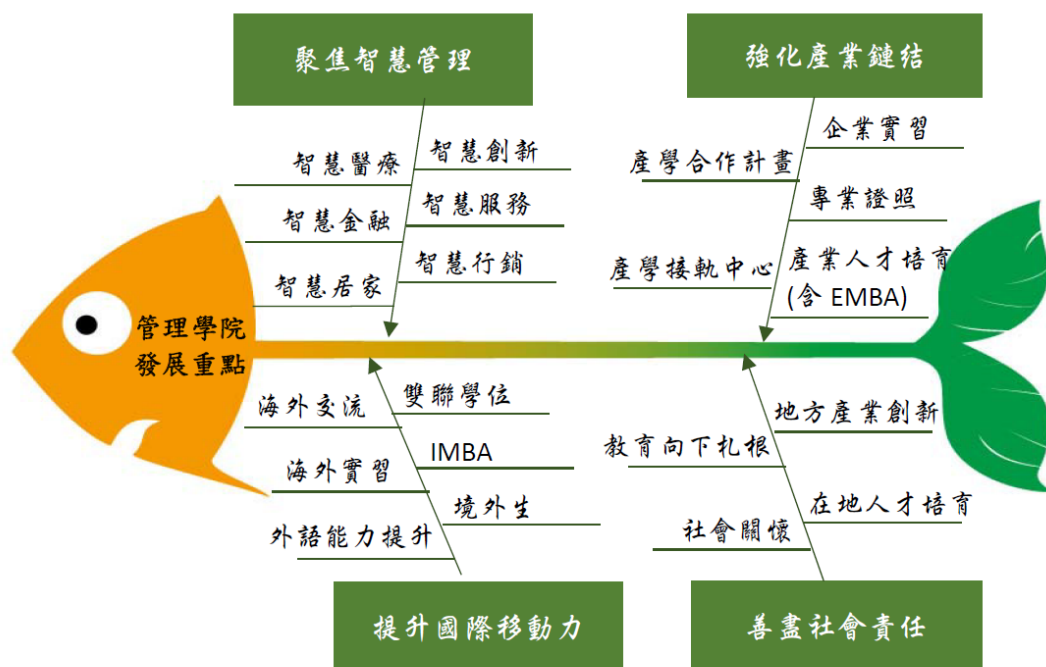 聚焦智慧管理
智慧醫療
智慧創新
智慧金融
智慧服務
智慧居家
智慧行銷
強化產業鏈結
企業實習
產學合作計畫
專業證照
產學接軌中心
產業人才培育
(含 EMBA)
管理學院
發展重點
海外交流
雙聯學位
海外實習
IMBA
境外生
外語能力提升
提升國際移動力
地方產業創新
教育向下札根
在地人才培育
社會關懷
善盡社會責任